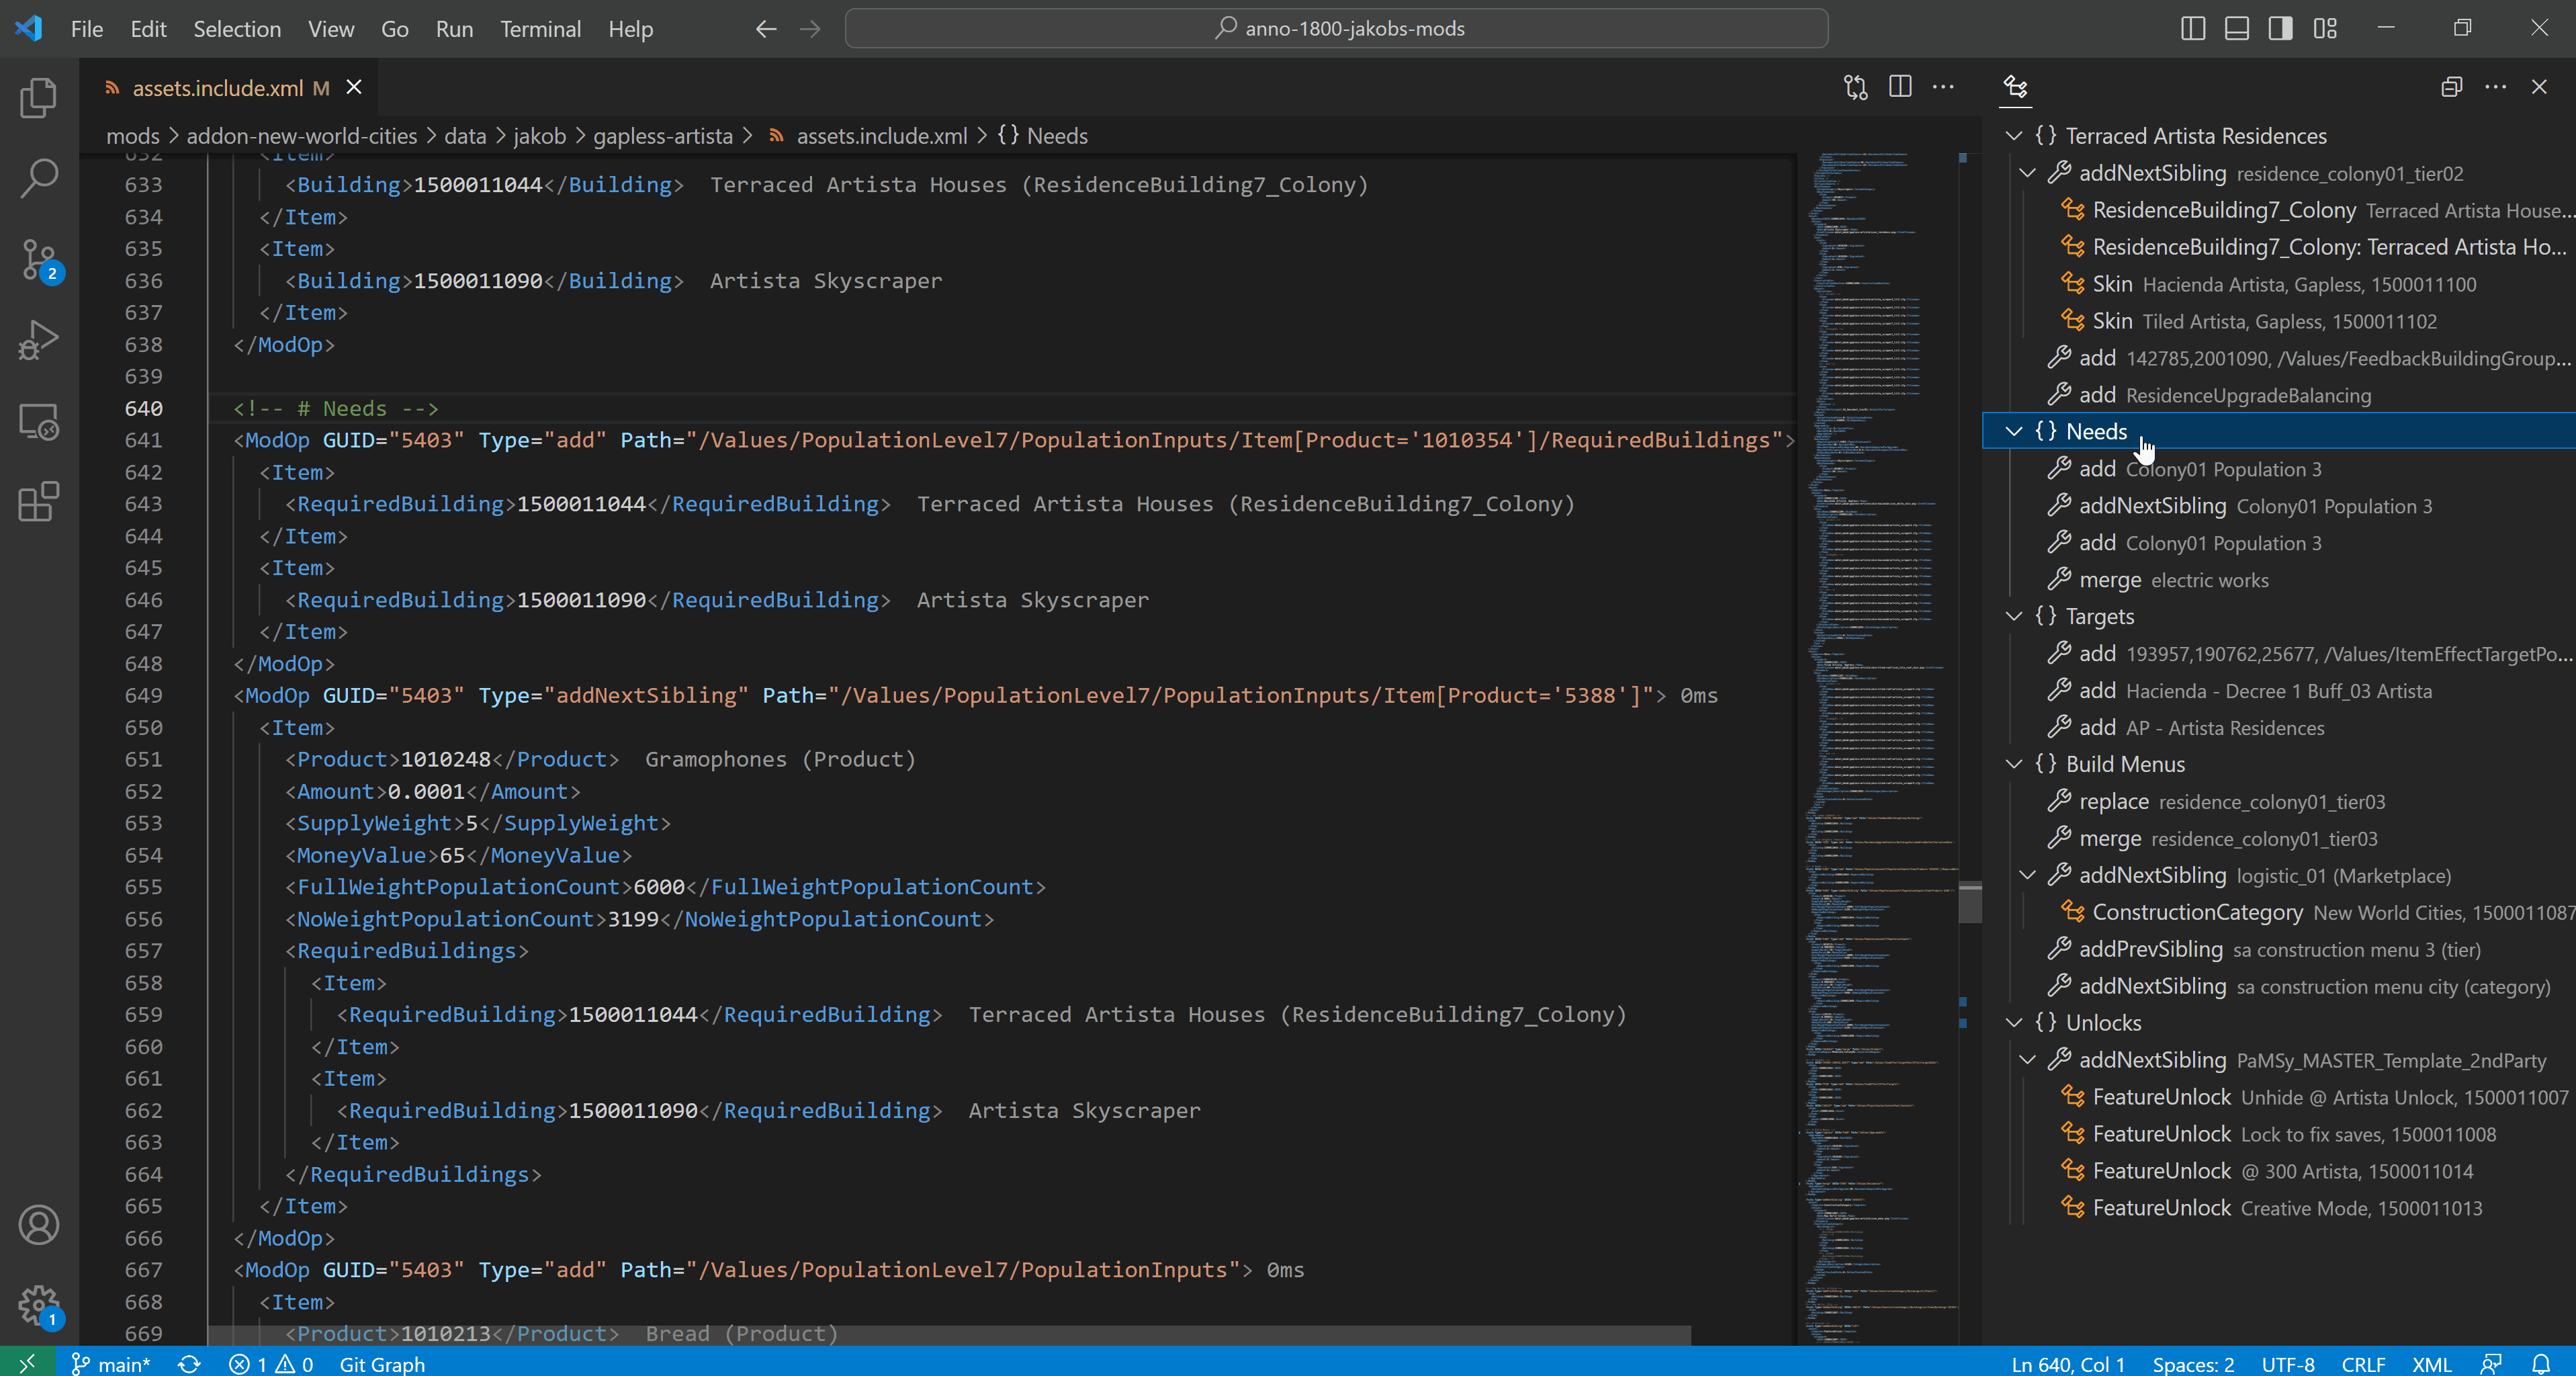 File Edit Selection View Go Run Terminal Help
anno-1800-jakobs-mods
assets.include.xml M
mods > addon-new-world-cities > data > jakob > gapless-artista > assets.include.xml > {} Needs
632 <Item>
633 <Building>1500011044</Building> Terraced Artista Houses (ResidenceBuilding7_Colony)
634 </Item>
635 <Item>
636 <Building>1500011090</Building> Artista Skyscraper
637 </Item>
638 </ModOp>
639
640 <!-- # Needs -->
641 <ModOp GUID="5403" Type="add" Path="/Values/PopulationLevel7/PopulationInputs/Item[Product='1010354']/RequiredBuildings">
642 <Item>
643 <RequiredBuilding>1500011044</RequiredBuilding> Terraced Artista Houses (ResidenceBuilding7_Colony)
644 </Item>
645 <Item>
646 <RequiredBuilding>1500011090</RequiredBuilding> Artista Skyscraper
647 </Item>
648 </ModOp>
649 <ModOp GUID="5403" Type="addNextSibling" Path="/Values/PopulationLevel7/PopulationInputs/Item[Product='5388']"> 0ms
650 <Item>
651 <Product>1010248</Product> Gramophones (Product)
652 <Amount>0.0001</Amount>
653 <SupplyWeight>5</SupplyWeight>
654 <MoneyValue>65</MoneyValue>
655 <FullWeightPopulationCount>6000</FullWeightPopulationCount>
656 <NoWeightPopulationCount>3199</NoWeightPopulationCount>
657 <RequiredBuildings>
658 <Item>
659 <RequiredBuilding>1500011044</RequiredBuilding> Terraced Artista Houses (ResidenceBuilding7_Colony)
660 </Item>
661 <Item>
662 <RequiredBuilding>1500011090</RequiredBuilding> Artista Skyscraper
663 </Item>
664 </RequiredBuildings>
665 </Item>
666 </ModOp>
667 <ModOp GUID="5403" Type="add" Path="/Values/PopulationLevel7/PopulationInputs"> 0ms
668 <Item>
669 <Product>1010213</Product> Bread (Product)
{} Terraced Artista Residences
addNextSibling residence_colony01_tier02
ResidenceBuilding7_Colony Terraced Artista House...
ResidenceBuilding7_Colony: Terraced Artista Ho...
Skin Hacienda Artista, Gapless, 1500011100
Skin Tiled Artista, Gapless, 1500011102
add 142785,2001090, /Values/FeedbackBuildingGroup...
add ResidenceUpgradeBalancing
{} Needs
add Colony01 Population 3
addNextSibling Colony01 Population 3
add Colony01 Population 3
merge electric works
{} Targets
add 193957,190762,25677, /Values/ItemEffectTargetPo...
add Hacienda - Decree 1 Buff_03 Artista
add AP - Artista Residences
{} Build Menus
replace residence_colony01_tier03
merge residence_colony01_tier03
addNextSibling logistic_01 (Marketplace)
ConstructionCategory New World Cities, 1500011087
addPrevSibling sa construction menu 3 (tier)
addNextSibling sa construction menu city (category)
{} Unlocks
addNextSibling PaMSy_MASTER_Template_2ndParty
FeatureUnlock Unhide @ Artista Unlock, 1500011007
FeatureUnlock Lock to fix saves, 1500011008
FeatureUnlock @ 300 Artista, 1500011014
FeatureUnlock Creative Mode, 1500011013
2
1
main* 1 0 Git Graph
Ln 640, Col 1 Spaces: 2 UTF-8 CRLF XML